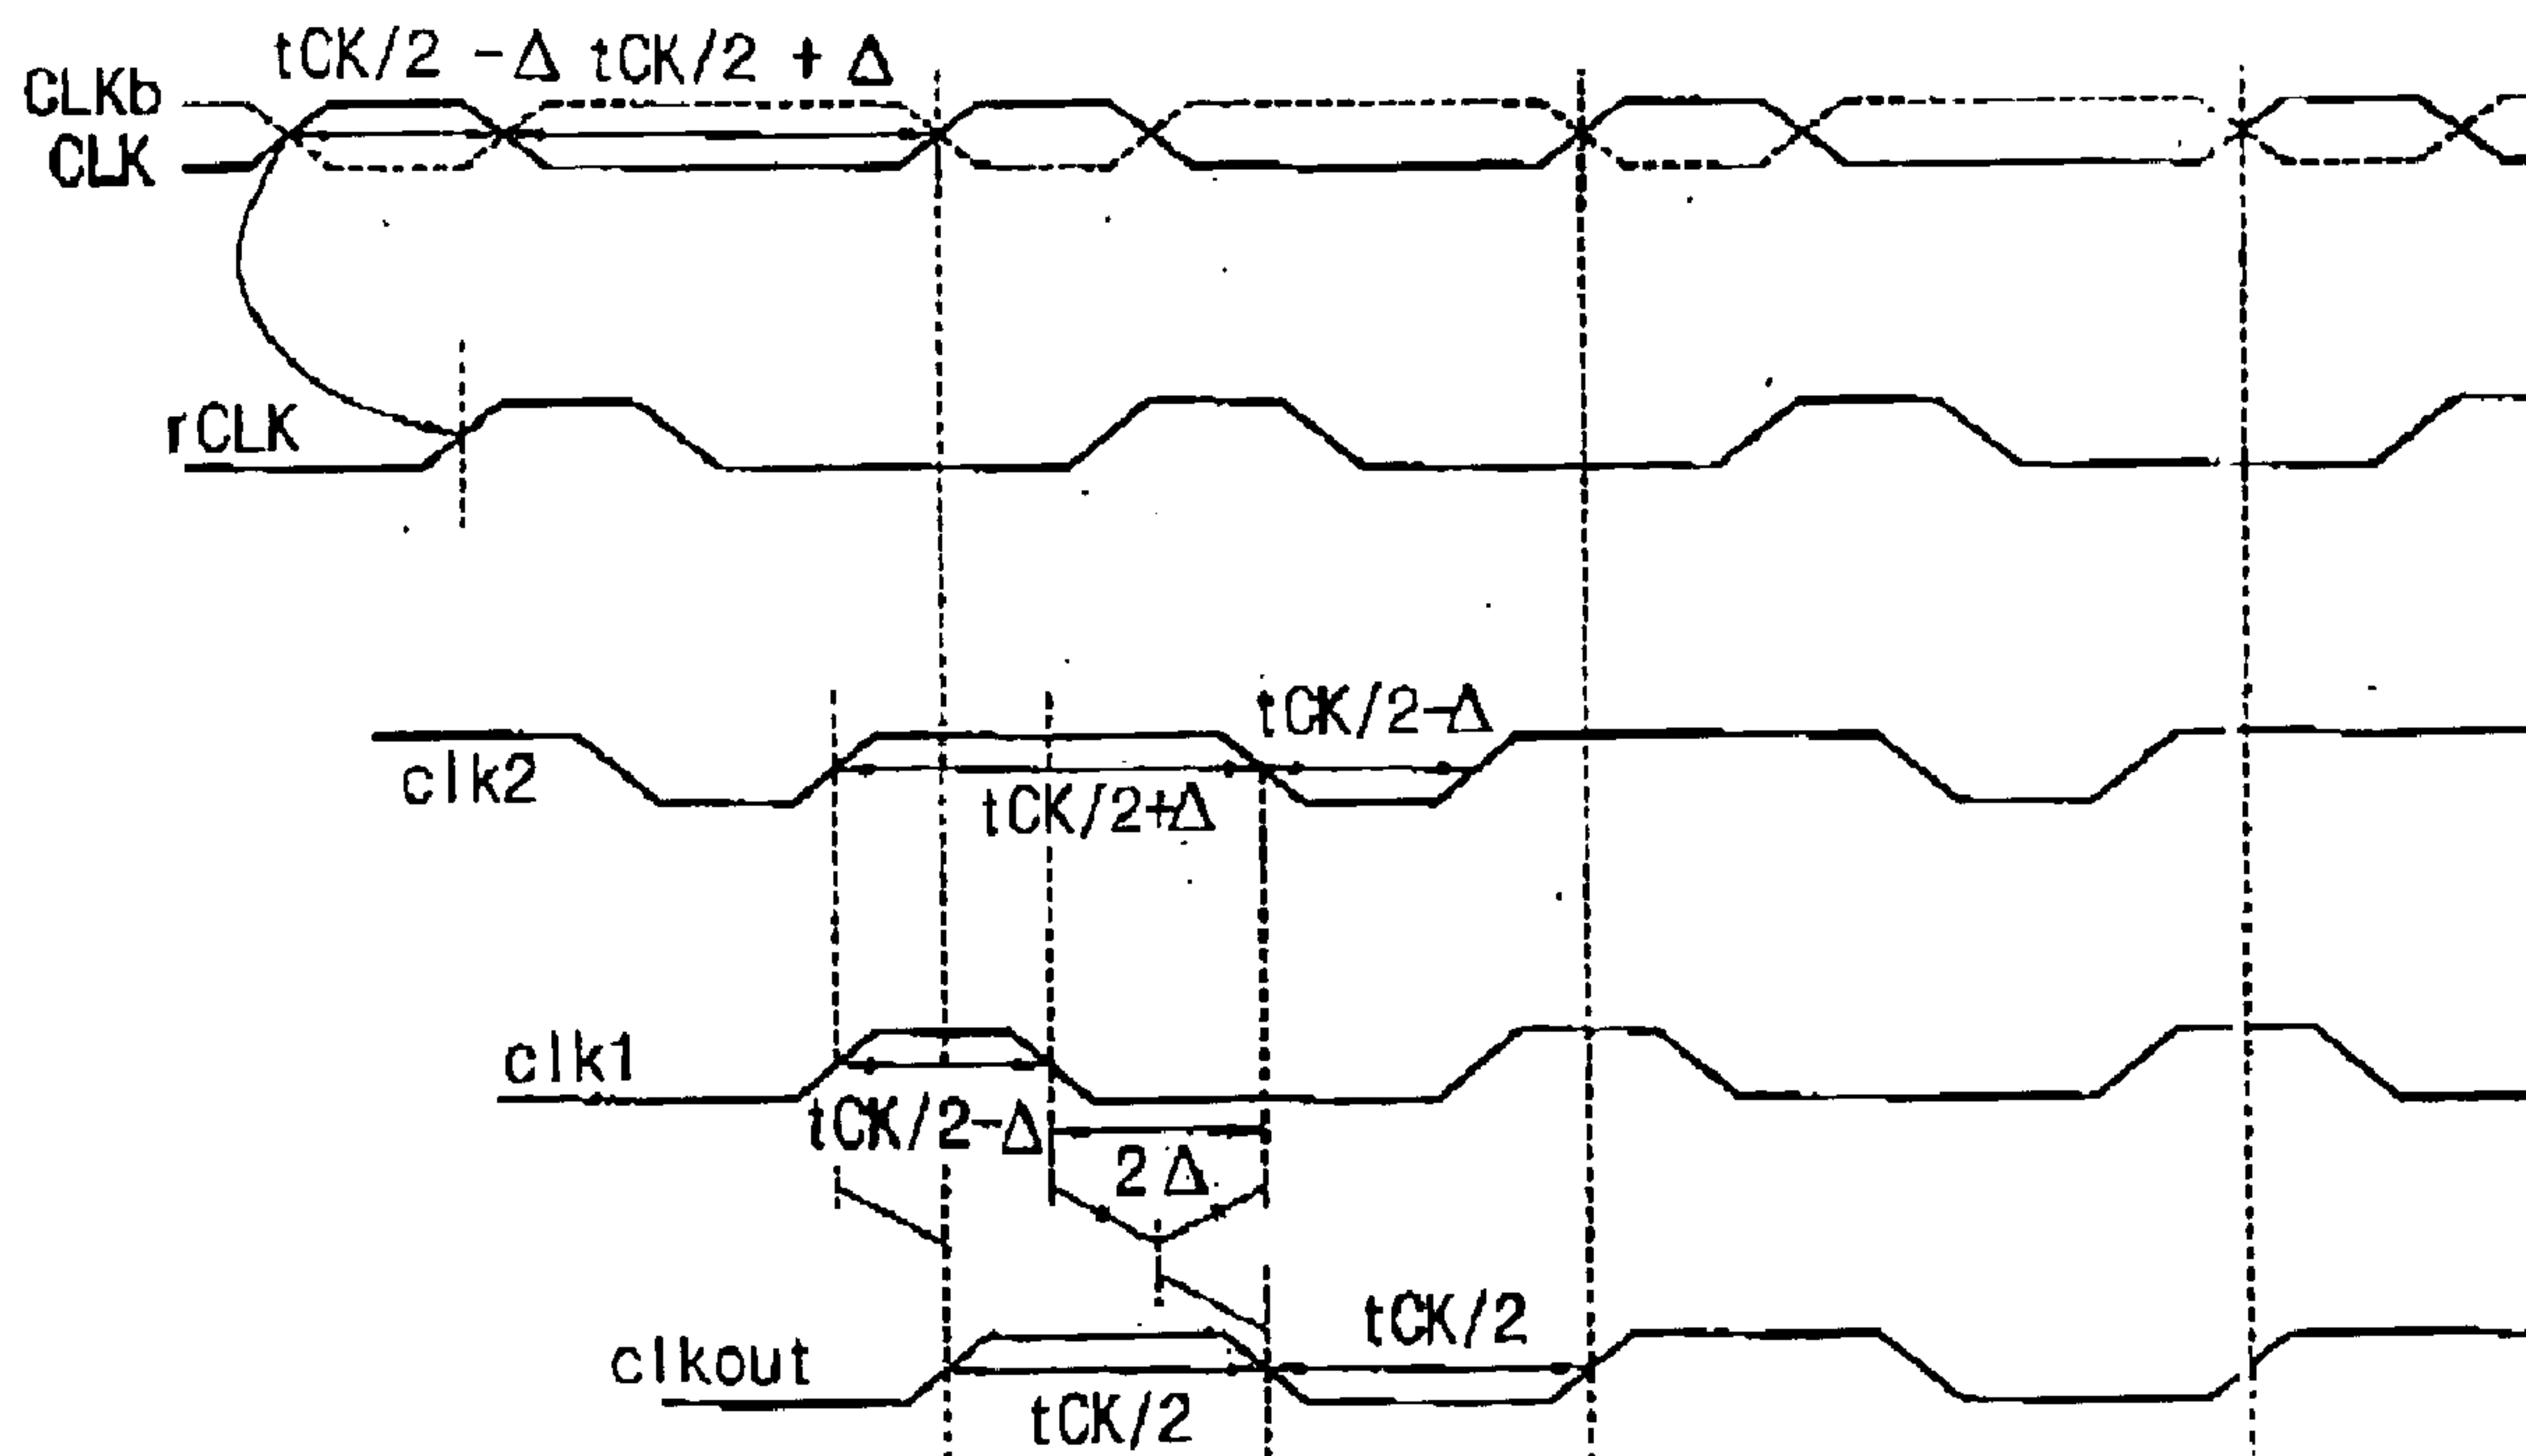 tCK/2 -Δ tCK/2 + Δ
CLKb
CLK
rCLK
tCK/2-Δ
clk2
tCK/2+Δ
clk1
tCK/2-Δ
2Δ
tCK/2
clkout
tCK/2